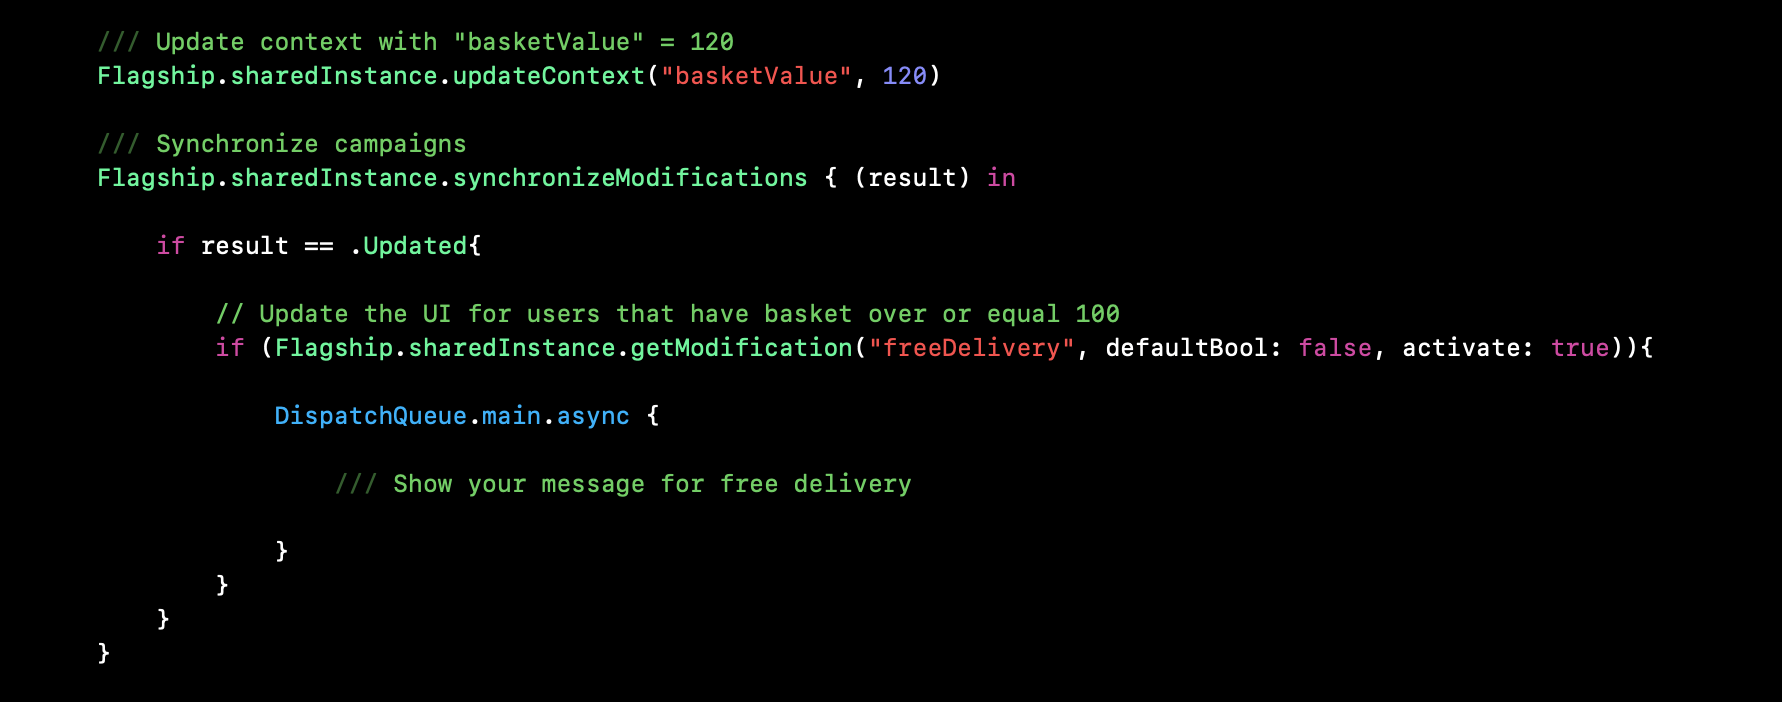 /// Update context with "basketValue" = 120
Flagship.sharedInstance.updateContext("basketValue", 120)
/// Synchronize campaigns
Flagship.sharedInstance.synchronizeModifications { (result) in
if result == .Updated{
// Update the UI for users that have basket over or equal 100
if (Flagship.sharedInstance.getModification("freeDelivery", defaultBool: false, activate: true)){
DispatchQueue.main.async {
/// Show your message for free delivery
}
}
}
}